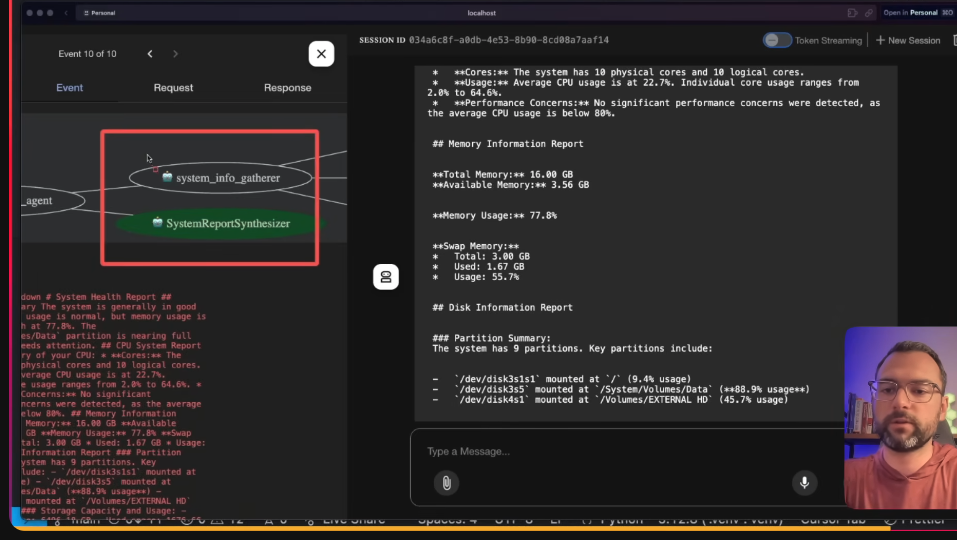 Personal
localhost
Open in Personal ⌘O
Event 10 of 10
Event
Request
Response
_agent
system_info_gatherer
SystemReportSynthesizer
down # System Health Report ##
ary The system is generally in good
usage is normal, but memory usage is
h at 77.8%. The
es/Data` partition is nearing full
eeds attention. ## CPU System Report
ry of your CPU: * **Cores:** The
physical cores and 10 logical cores.
verage CPU usage is at 22.7%.
e usage ranges from 2.0% to 64.6%. *
Concerns:** No significant
ncerns were detected, as the average
elow 80%. ## Memory Information
Memory:** 16.00 GB **Available
GB **Memory Usage:** 77.8% **Swap
tal: 3.00 GB * Used: 1.67 GB * Usage:
Information Report ### Partition
ystem has 9 partitions. Key
lude: – `/dev/disk3s1s1` mounted at
e) – `/dev/disk3s5` mounted at
es/Data` (**88.9% usage**) –
mounted at `/Volumes/EXTERNAL HD`
### Storage Capacity and Usage: –
SESSION ID 034a6c8f-a0db-4e53-8b90-8cd08a7aaf14
Token Streaming
+ New Session
* **Cores:** The system has 10 physical cores and 10 logical cores.
* **Usage:** Average CPU usage is at 22.7%. Individual core usage ranges from
2.0% to 64.6%.
* **Performance Concerns:** No significant performance concerns were detected, as
the average CPU usage is below 80%.
## Memory Information Report
**Total Memory:** 16.00 GB
**Available Memory:** 3.56 GB
**Memory Usage:** 77.8%
**Swap Memory:**
* Total: 3.00 GB
* Used: 1.67 GB
* Usage: 55.7%
## Disk Information Report
### Partition Summary:
The system has 9 partitions. Key partitions include:
– `/dev/disk3s1s1` mounted at `/` (9.4% usage)
– `/dev/disk3s5` mounted at `/System/Volumes/Data` (**88.9% usage**)
– `/dev/disk4s1` mounted at `/Volumes/EXTERNAL HD` (45.7% usage)
Type a Message...
main
Live Share
Spaces: 4
UTF-8
LF
Python
Cursor Tab
Prettier